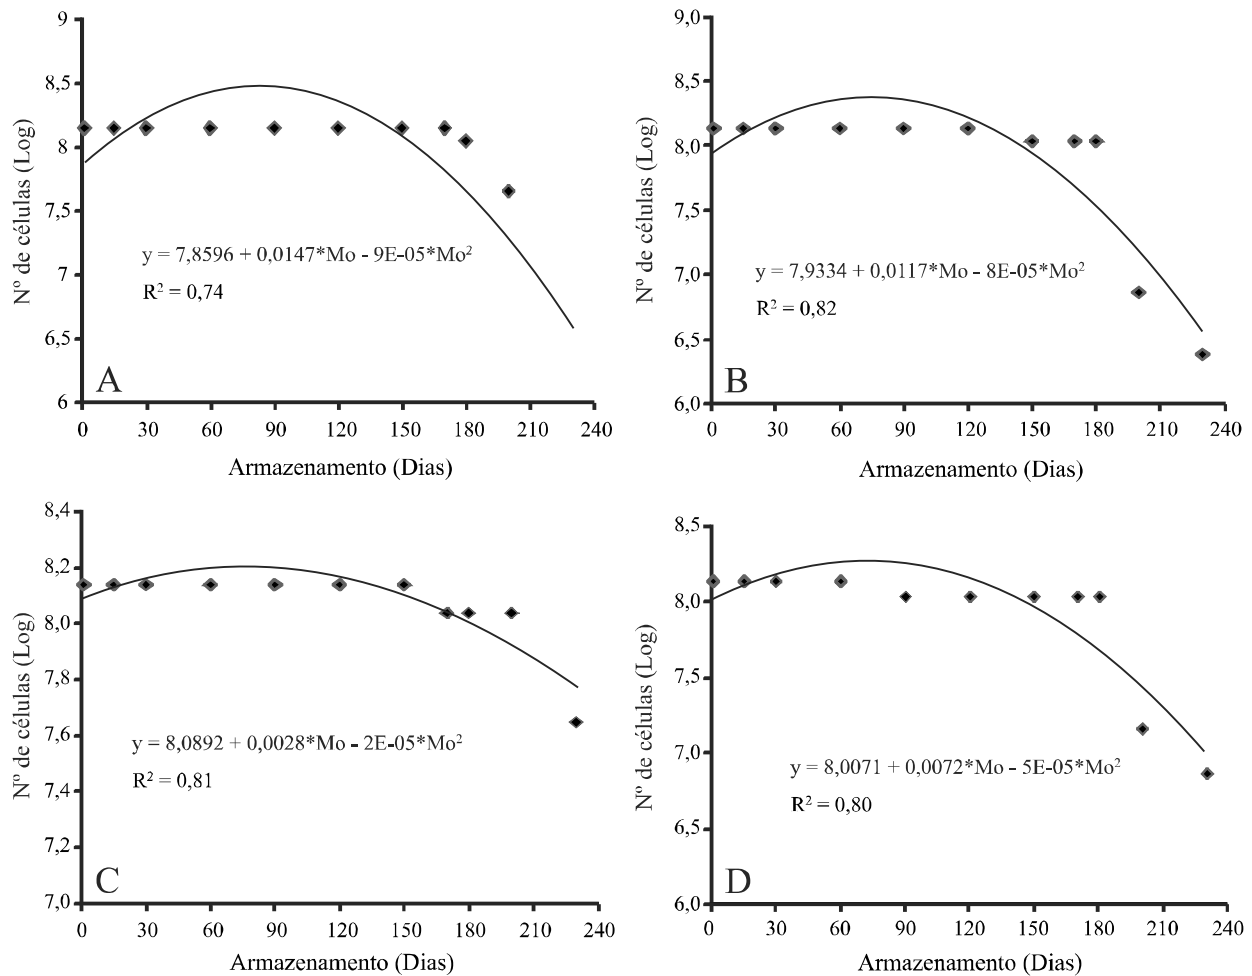 9
8,5
8
7,5
7
6,5
6
Nº de células (Log)
y = 7,8596 + 0,0147*Mo - 9E-05*Mo²
R² = 0,74
A
0 30 60 90 120 150 180 210 240
Armazenamento (Dias)
9,0
8,5
8,0
7,5
7,0
6,5
6,0
Nº de células (Log)
y = 7,9334 + 0,0117*Mo - 8E-05*Mo²
R² = 0,82
B
0 30 60 90 120 150 180 210 240
Armazenamento (Dias)
8,4
8,2
8,0
7,8
7,6
7,4
7,2
7,0
Nº de células (Log)
y = 8,0892 + 0,0028*Mo - 2E-05*Mo²
R² = 0,81
C
0 30 60 90 120 150 180 210 240
Armazenamento (Dias)
8,5
8,0
7,5
7,0
6,5
6,0
Nº de células (Log)
y = 8,0071 + 0,0072*Mo - 5E-05*Mo²
R² = 0,80
D
0 30 60 90 120 150 180 210 240
Armazenamento (Dias)